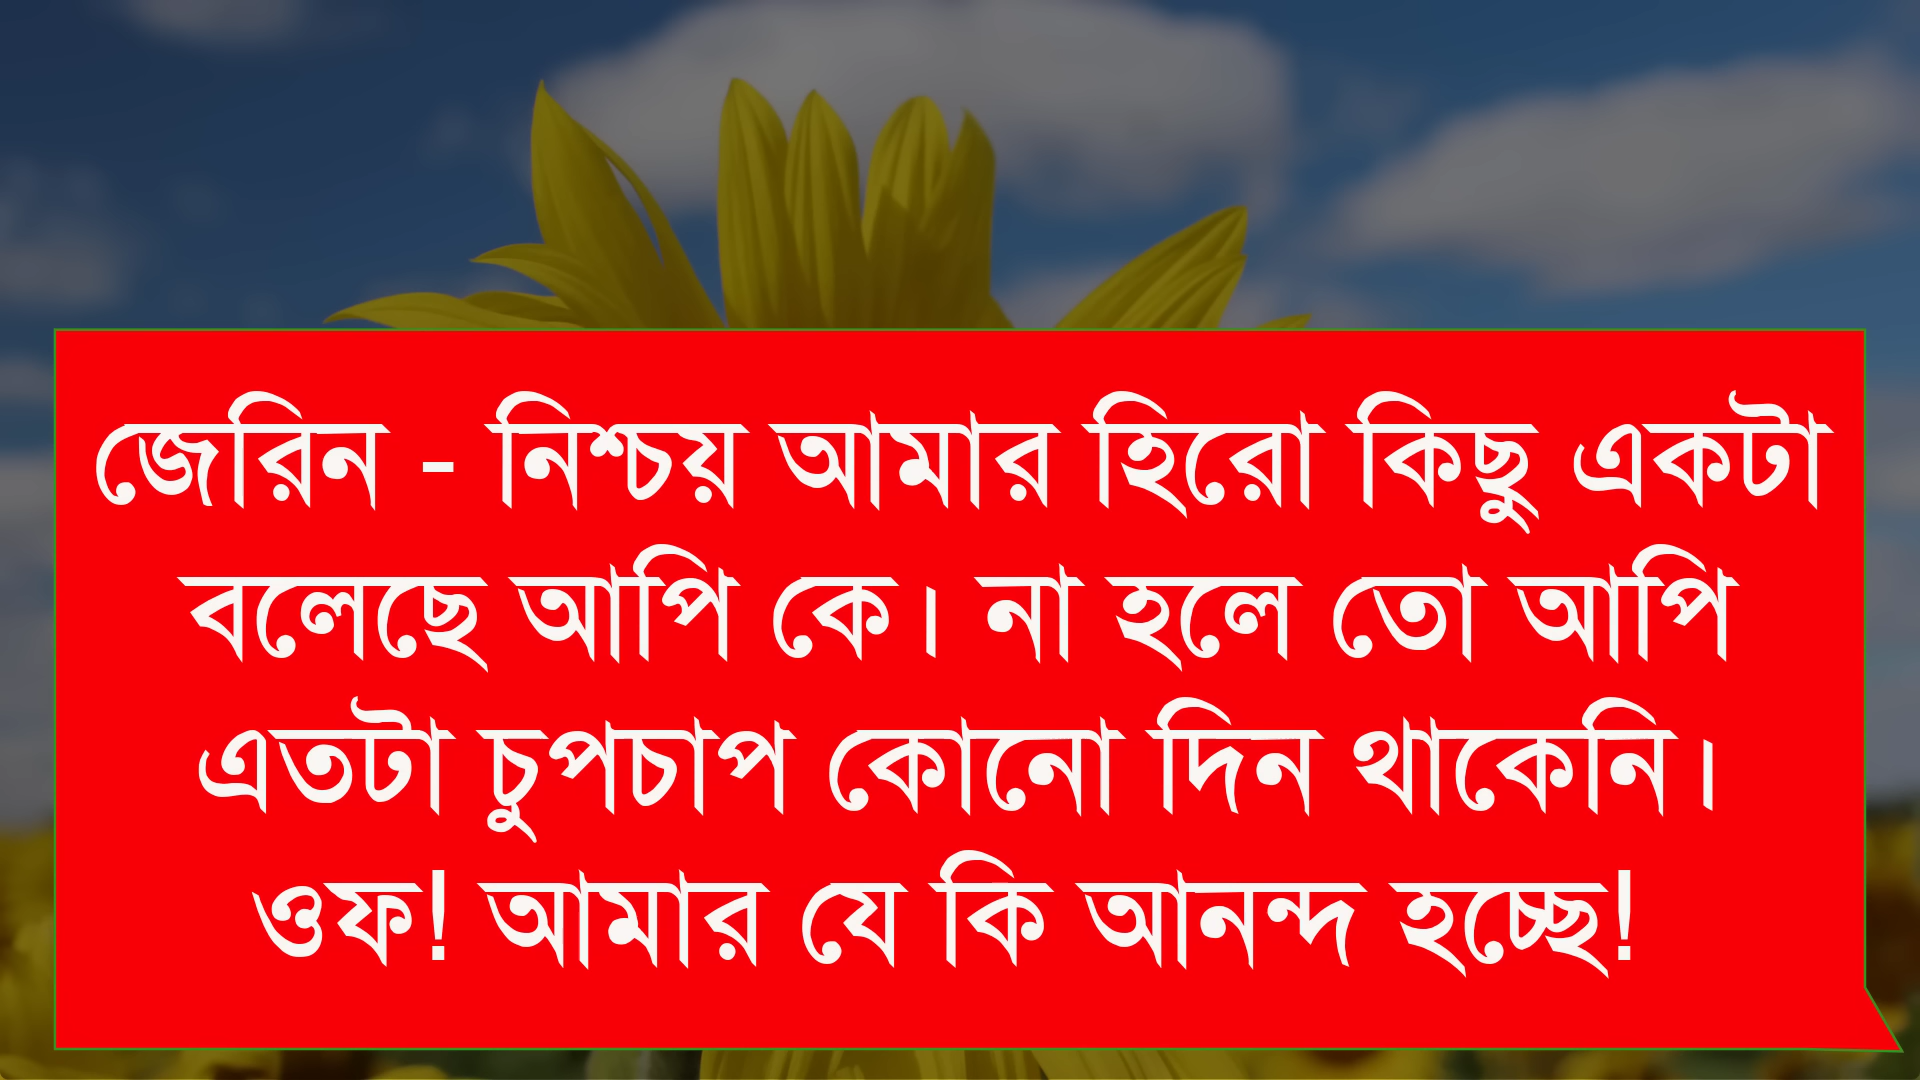 জেরিন - নিশ্চয় আমার হিরো কিছু একটা
বলেছে আপি কে। না হলে তো আপি
এতটা চুপচাপ কোনো দিন থাকেনি।
ওফ! আমার যে কি আনন্দ হচ্ছে!